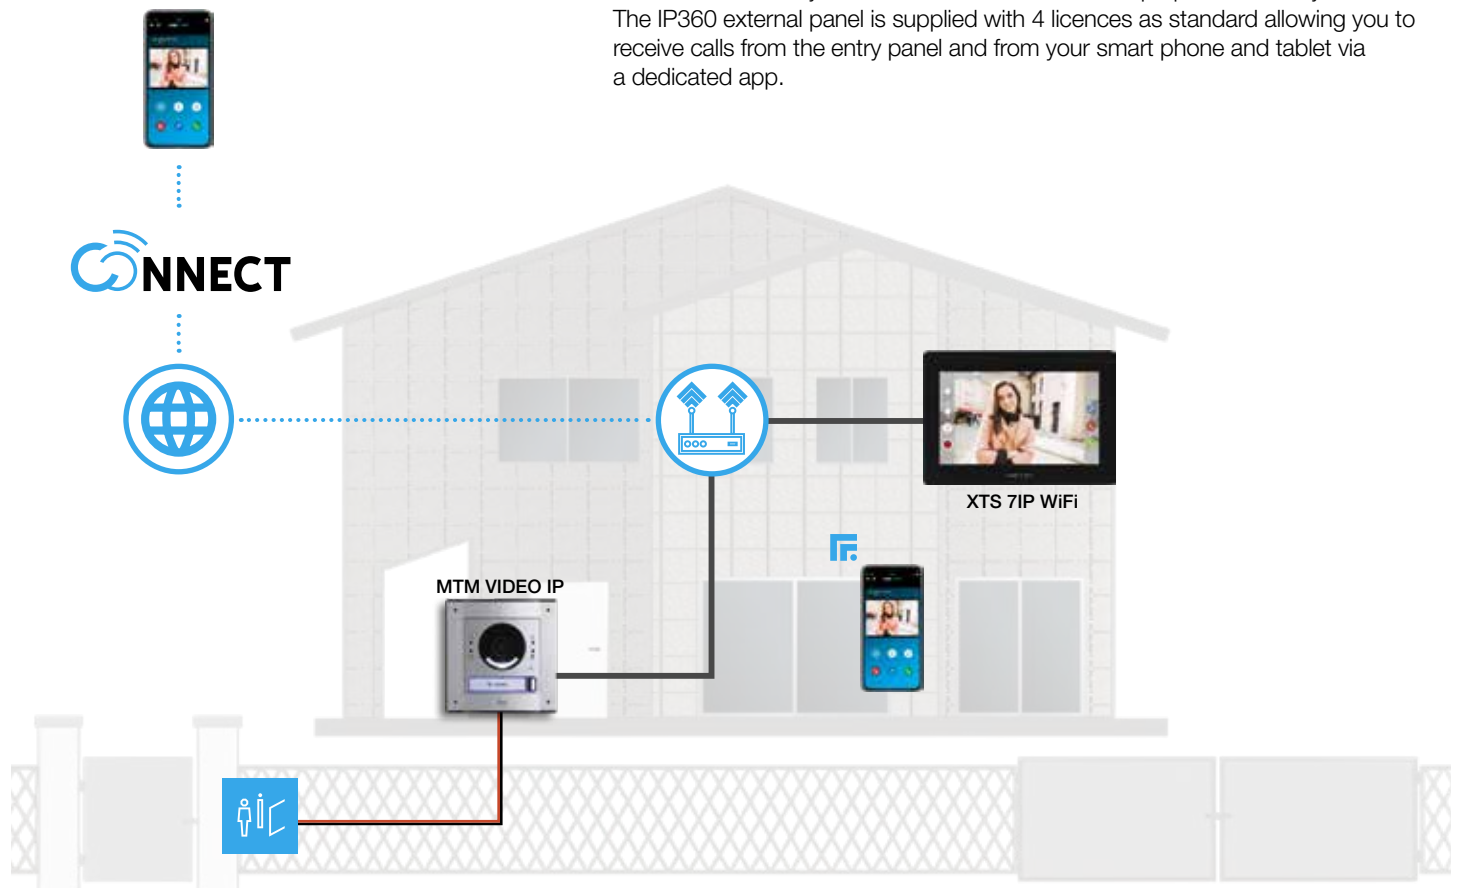 The IP360 external panel is supplied with 4 licences as standard allowing you to
receive calls from the entry panel and from your smart phone and tablet via
a dedicated app.
CONNECT
XTS 7IP WiFi
MTM VIDEO IP